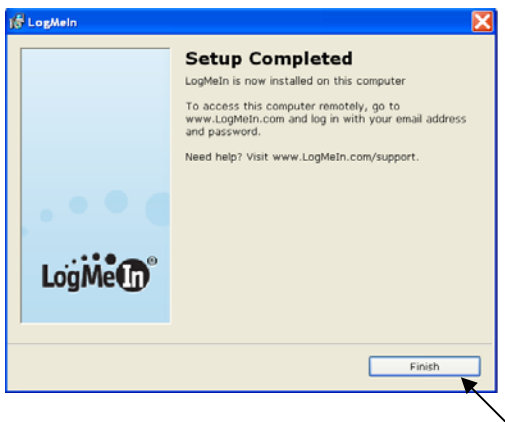 LogMeIn
Setup Completed
LogMeIn is now installed on this computer
To access this computer remotely, go to
www.LogMeIn.com and log in with your email address
and password.
Need help? Visit www.LogMeIn.com/support.
LogMeIn®
Finish